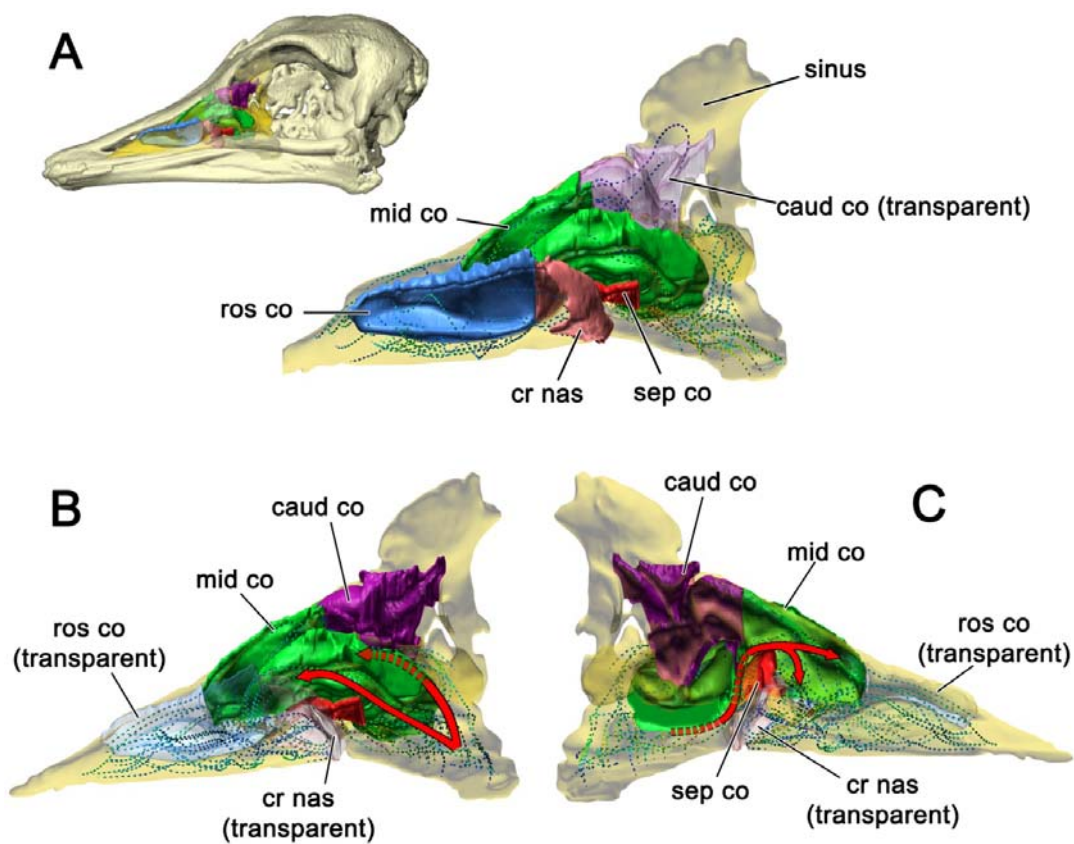 A
sinus
caud co (transparent)
mid co
ros co
cr nas
sep co
B
caud co
mid co
ros co
(transparent)
cr nas
(transparent)
C
caud co
mid co
ros co
(transparent)
sep co
cr nas
(transparent)